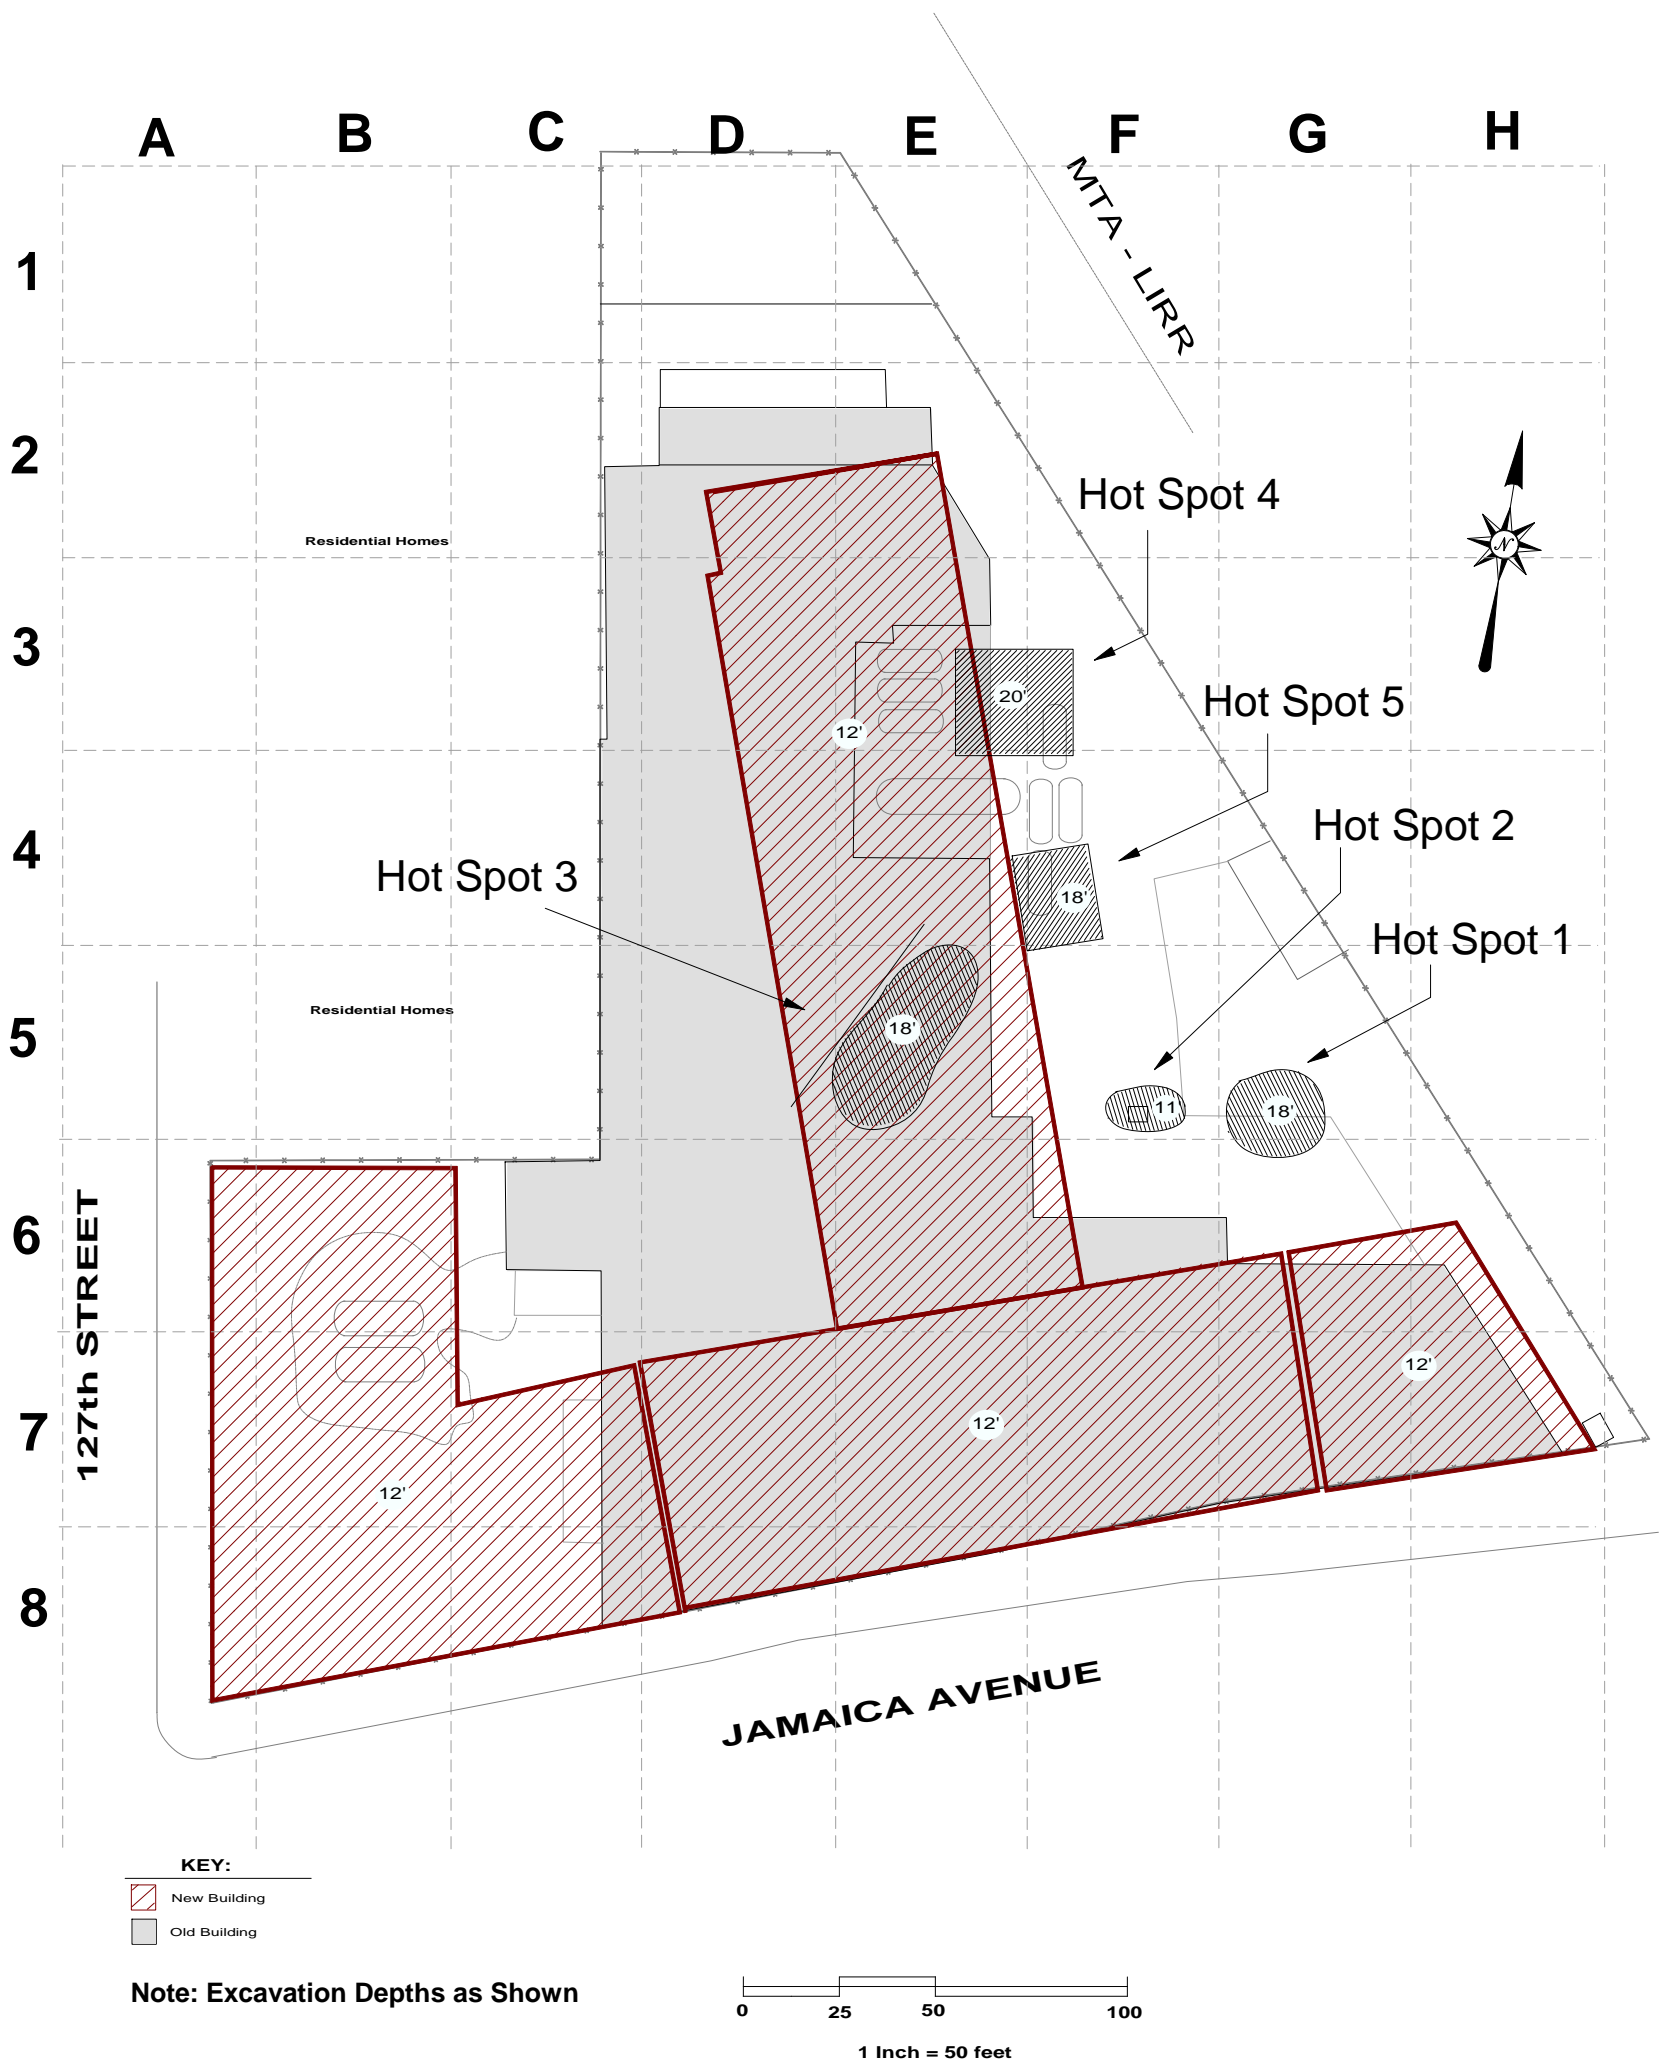 A B C D E F G H
MTA - LIRR
1
2
Hot Spot 4
Residential Homes
N
3
20'
Hot Spot 5
12'
Hot Spot 2
4
Hot Spot 3
18'
Hot Spot 1
Residential Homes
5
18'
11'
18'
127th STREET
6
12'
7
12'
12'
8
JAMAICA AVENUE
KEY:
New Building
Old Building
Note: Excavation Depths as Shown
0 25 50 100
1 Inch = 50 feet